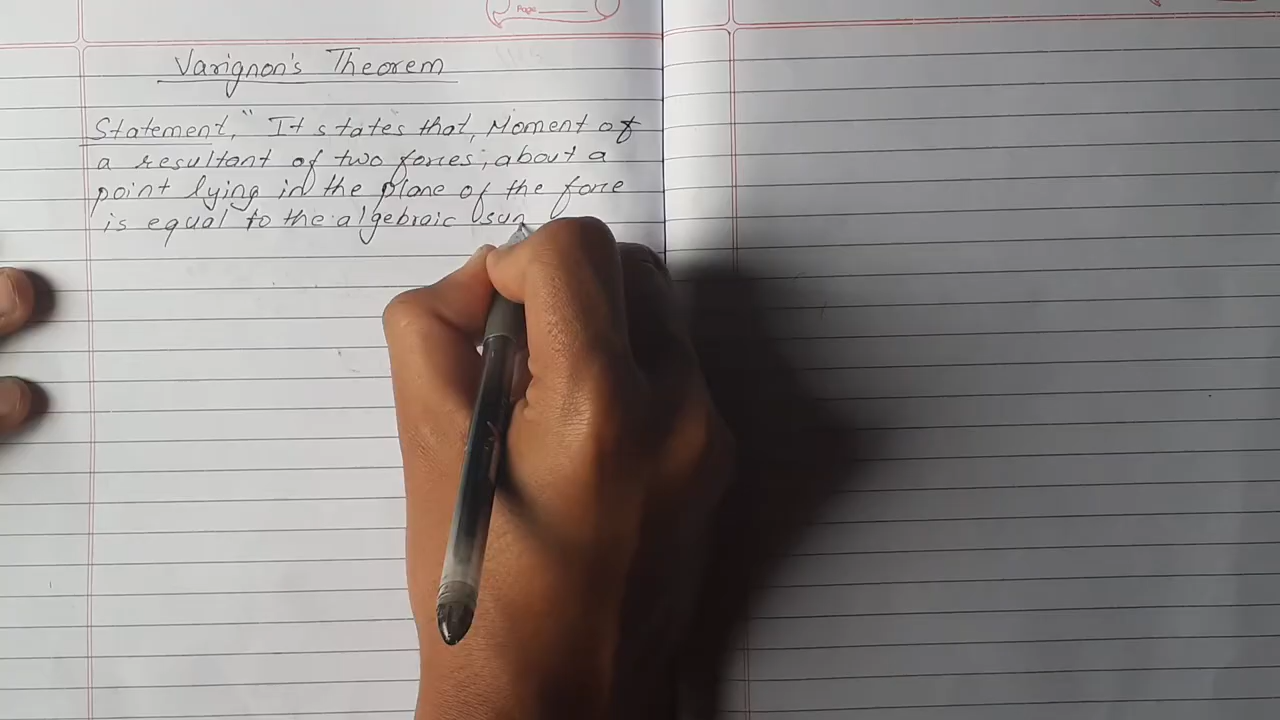 Page
Varignon's Theorem
Statement, " It states that, Moment of
a resultant of two forces, about a
point lying in the plane of the force
is equal to the algebraic sum